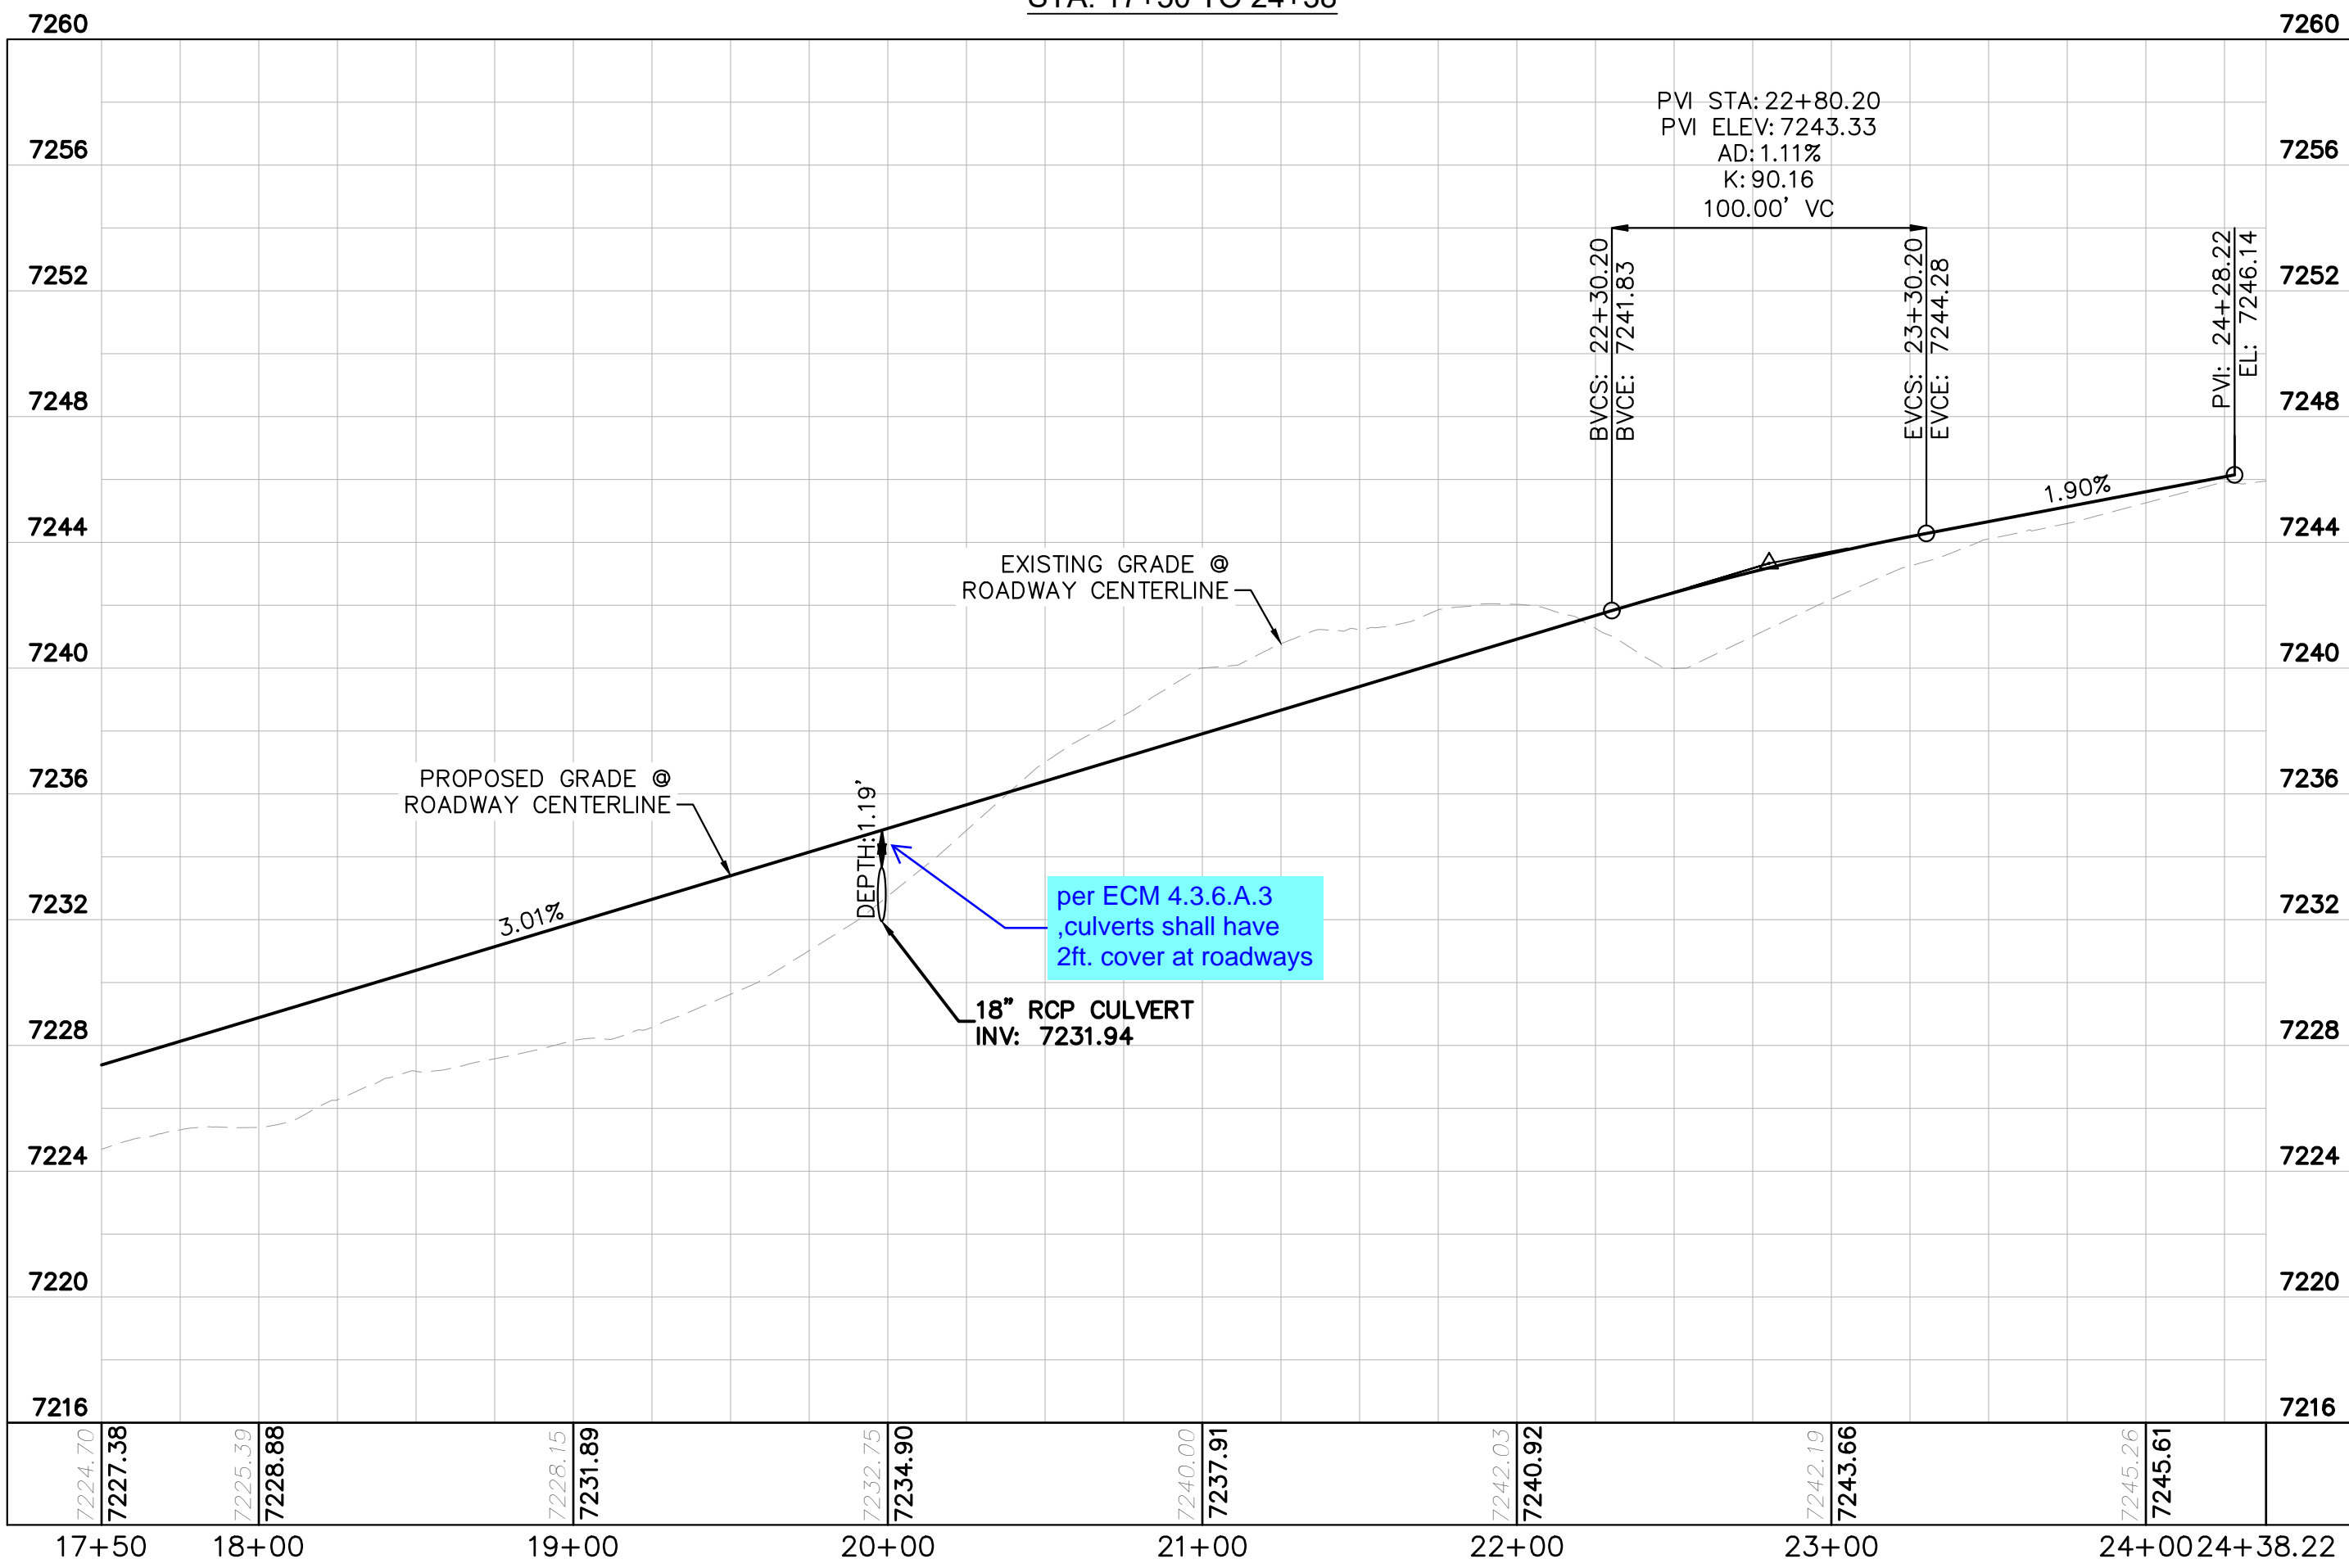 STA: 17+50 TO 24+38
7260
7260
PVI STA: 22+80.20
PVI ELEV: 7243.33
AD: 1.11%
K: 90.16
100.00' VC
7256
7256
7252
7252
BVCS: 22+30.20
BVCE: 7241.83
EVCS: 23+30.20
EVCE: 7244.28
PVI: 24+28.22
EL: 7246.14
7248
7248
1.90%
7244
7244
EXISTING GRADE @
ROADWAY CENTERLINE
7240
7240
PROPOSED GRADE @
ROADWAY CENTERLINE
7236
7236
DEPTH: 1.19'
per ECM 4.3.6.A.3
,culverts shall have
2ft. cover at roadways
7232
7232
3.01%
18" RCP CULVERT
INV: 7231.94
7228
7228
7224
7224
7220
7220
7216
7216
7224.70
7227.38
7225.39
7228.88
7228.15
7231.89
7232.75
7234.90
7240.00
7237.91
7242.03
7240.92
7242.19
7243.66
7245.26
7245.61
17+50
18+00
19+00
20+00
21+00
22+00
23+00
24+00
24+38.22